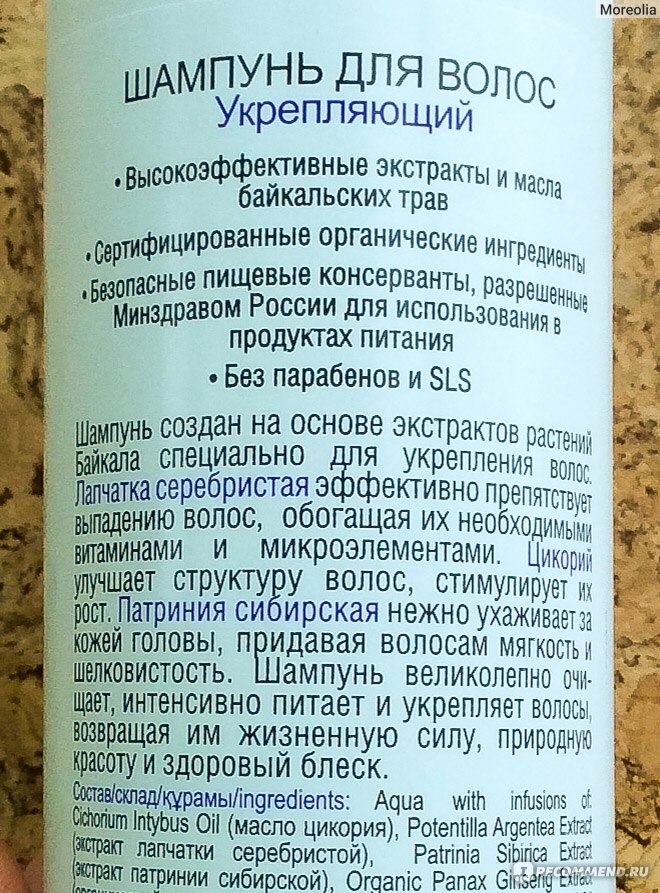 Moreolia
ШАМПУНЬ ДЛЯ ВОЛОС
Укрепляющий
• Высокоэффективные экстракты и масла
байкальских трав
• Сертифицированные органические ингредиенты
• Безопасные пищевые консерванты, разрешенные
Минздравом России для использования в
продуктах питания
• Без парабенов и SLS
Шампунь создан на основе экстрактов растений
Байкала специально для укрепления волос.
Лапчатка серебристая эффективно препятствует
выпадению волос, обогащая их необходимыми
витаминами и микроэлементами. Цикорий
улучшает структуру волос, стимулирует их
рост. Патриния сибирская нежно ухаживает за
кожей головы, придавая волосам мягкость и
шелковистость. Шампунь великолепно очи-
щает, интенсивно питает и укрепляет волосы,
возвращая им жизненную силу, природную
красоту и здоровый блеск.
Состав/склад/құрамы/ingredients: Aqua with infusions of:
Cichorium Intybus Oil (масло цикория), Potentilla Argentea Extract
(экстракт лапчатки серебристой), Patrinia Sibirica Extract
(экстракт патринии сибирской), Organic Panax Ginseng Extract
IRECOMMEND.RU